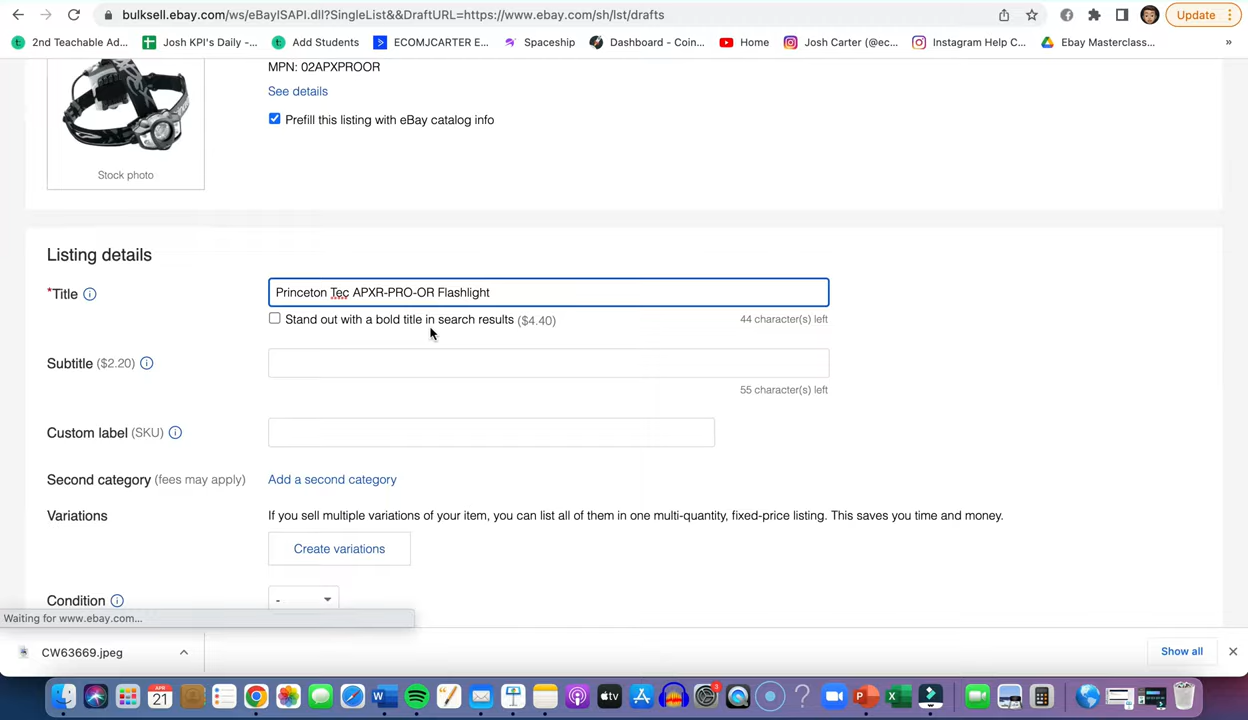 bulksell.ebay.com/ws/eBayISAPI.dll?SingleList&&DraftURL=https://www.ebay.com/sh/lst/drafts
Update
2nd Teachable Ad...
Josh KPI's Daily -...
Add Students
ECOMJCARTER E...
Spaceship
Dashboard - Coin...
Home
Josh Carter (@ec...
Instagram Help C...
Ebay Masterclass...
»
MPN: 02APXPROOR
See details
Prefill this listing with eBay catalog info
Stock photo
Listing details
*Title
Princeton Tec APXR-PRO-OR Flashlight
Stand out with a bold title in search results ($4.40)
44 character(s) left
Subtitle ($2.20)
55 character(s) left
Custom label (SKU)
Second category (fees may apply)
Add a second category
Variations
If you sell multiple variations of your item, you can list all of them in one multi-quantity, fixed-price listing. This saves you time and money.
Create variations
Condition
-
Waiting for www.ebay.com...
CW63669.jpeg
Show all
APR
21
tv
3